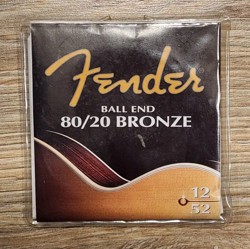 Fender
BALL END
80/20 BRONZE
12
52